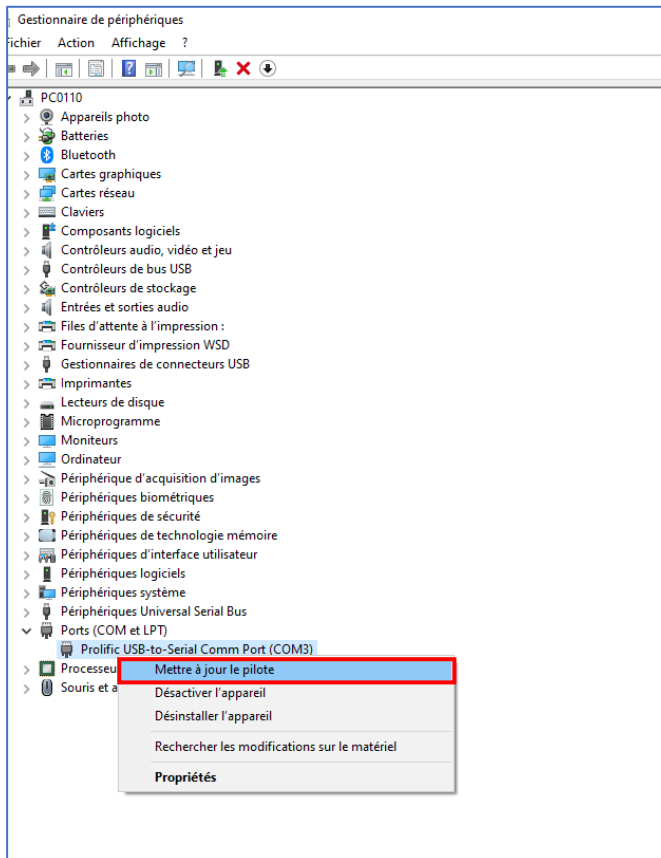 Gestionnaire de périphériques
Fichier Action Affichage ?
PC0110
Appareils photo
Batteries
Bluetooth
Cartes graphiques
Cartes réseau
Claviers
Composants logiciels
Contrôleurs audio, vidéo et jeu
Contrôleurs de bus USB
Contrôleurs de stockage
Entrées et sorties audio
Files d'attente à l'impression :
Fournisseur d'impression WSD
Gestionnaires de connecteurs USB
Imprimantes
Lecteurs de disque
Microprogramme
Moniteurs
Ordinateur
Périphérique d'acquisition d'images
Périphériques biométriques
Périphériques de sécurité
Périphériques de technologie mémoire
Périphériques d'interface utilisateur
Périphériques logiciels
Périphériques système
Périphériques Universal Serial Bus
Ports (COM et LPT)
Prolific USB-to-Serial Comm Port (COM3)
Processeu
Souris et a
Mettre à jour le pilote
Désactiver l'appareil
Désinstaller l'appareil
Rechercher les modifications sur le matériel
Propriétés